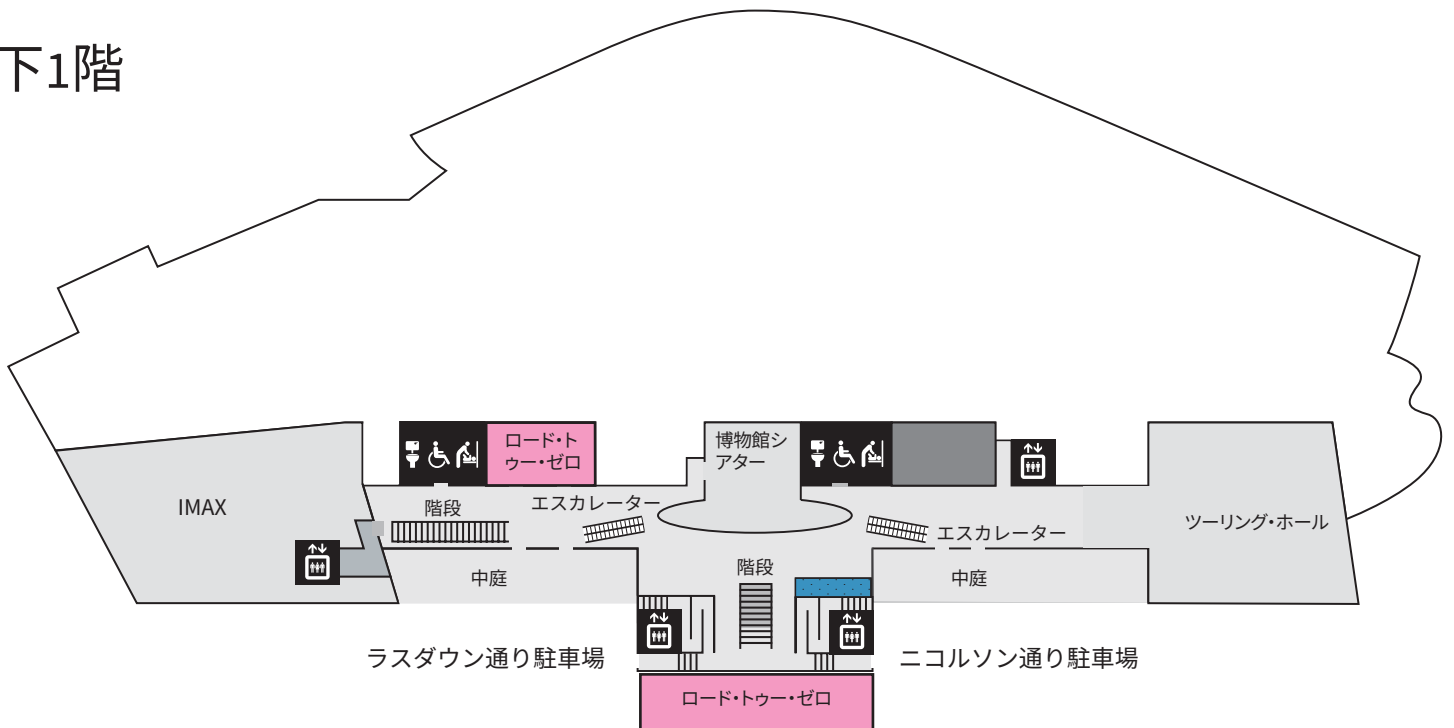 下1階
ロード・ト
ゥー・ゼロ
博物館シ
アター
IMAX
階段
エスカレーター
ツーリング・ホール
エスカレーター
中庭
階段
中庭
ラスダウン通り駐車場
ニコルソン通り駐車場
ロード・トゥー・ゼロ